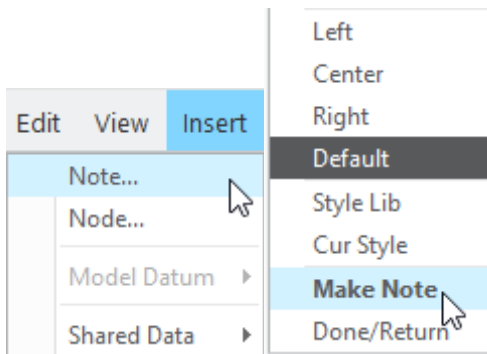 Edit View Insert
Note...
Node...
Model Datum
Shared Data
Left
Center
Right
Default
Style Lib
Cur Style
Make Note
Done/Return